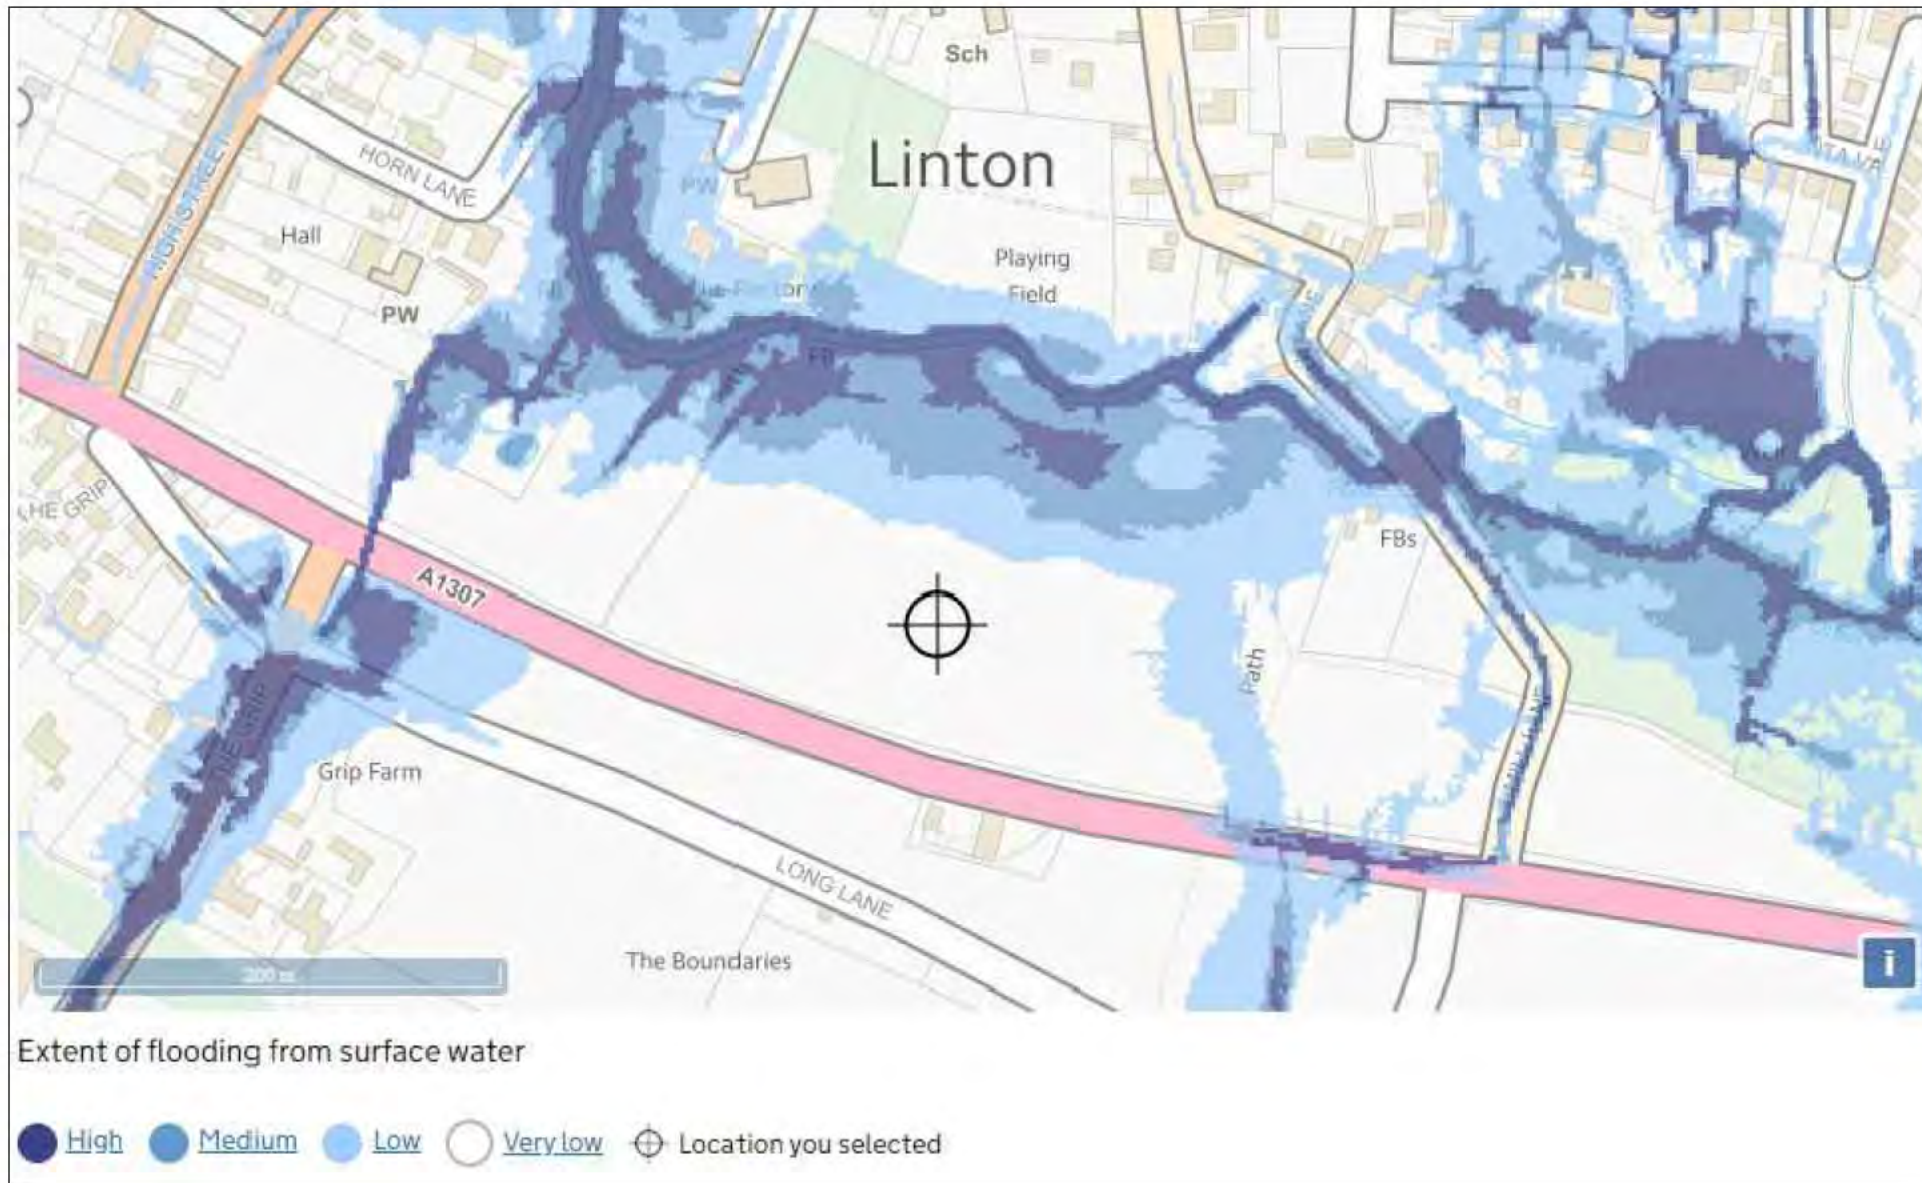 Sch
Linton
HORN LANE
HIGH STREET
PW
Hall
Playing
Field
PW
FB
THE GRIP
A1307
FBs
Path
THE GRIP
Grip Farm
LONG LANE
The Boundaries
200 m
i
Extent of flooding from surface water
High Medium Low Very low Location you selected